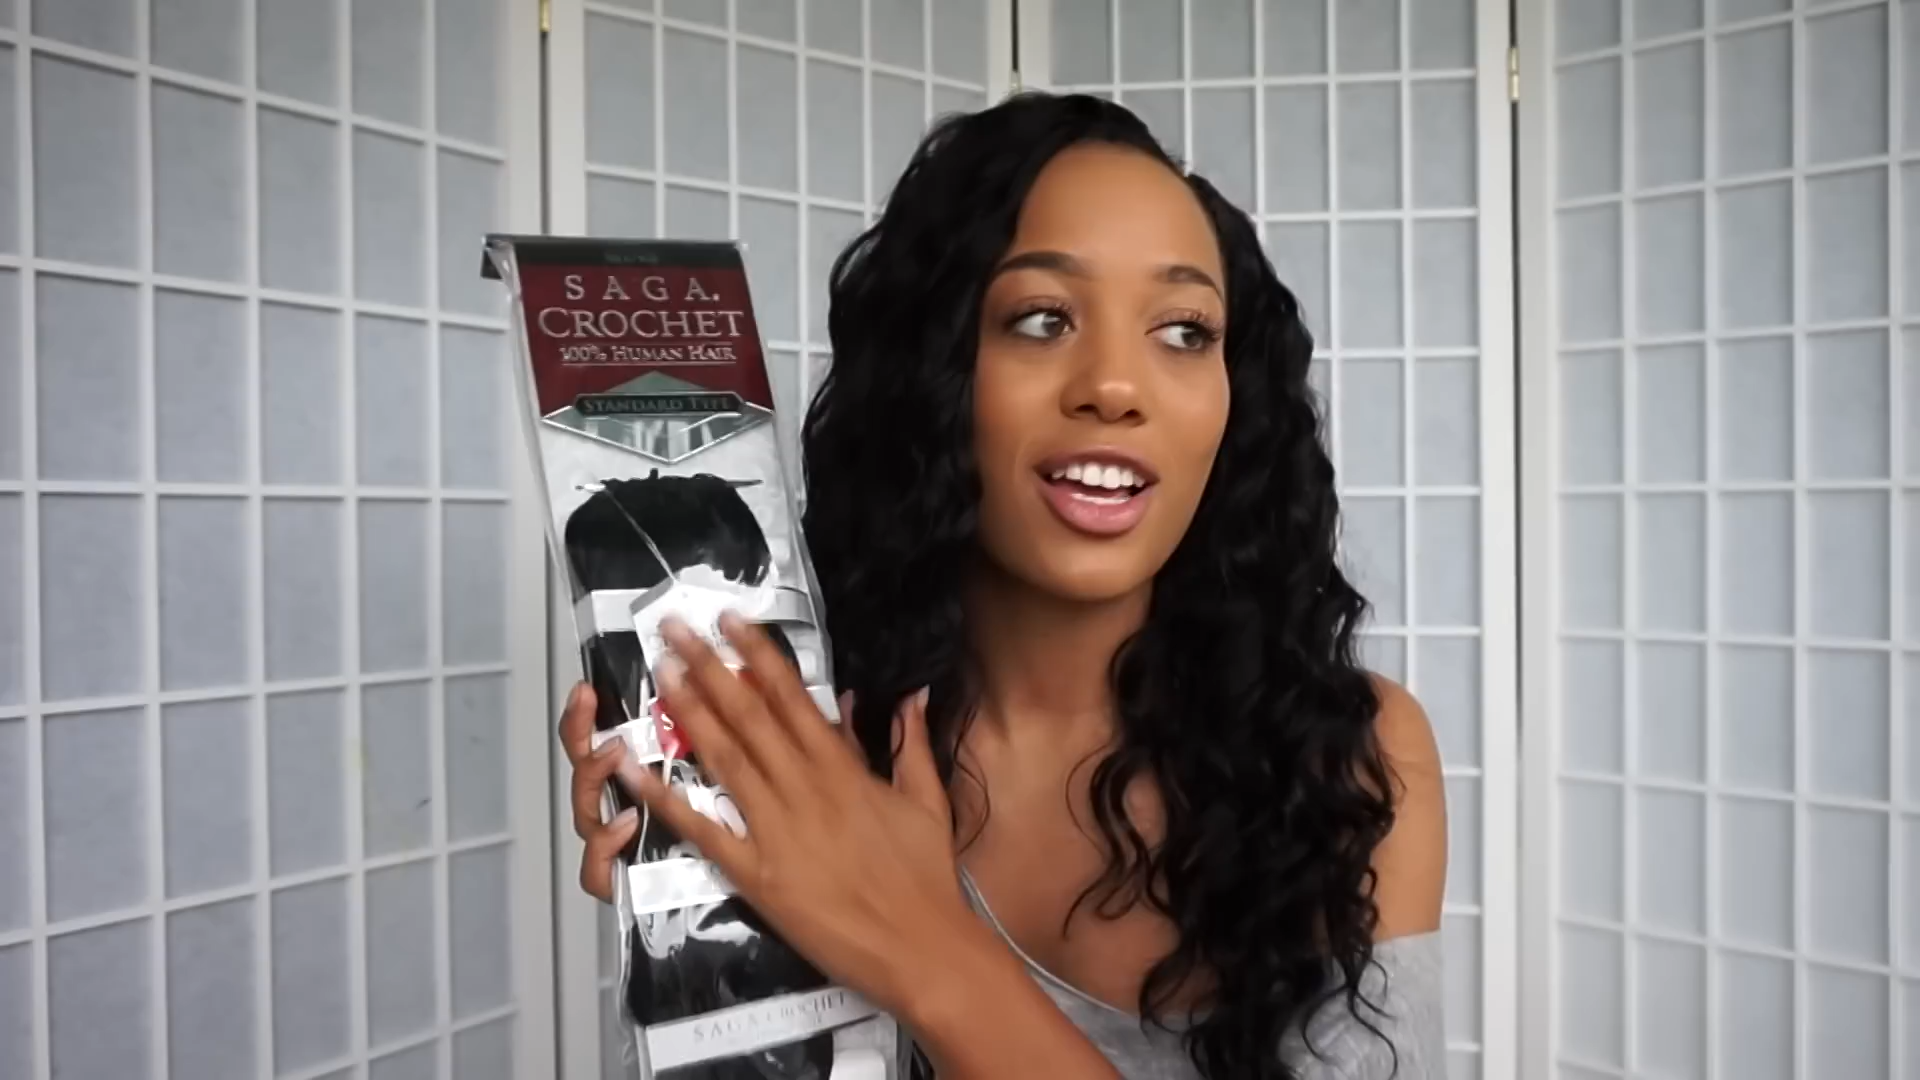 SAGA.
CROCHET
100% HUMAN HAIR
STANDARD TYPE
SAGA CROCHET